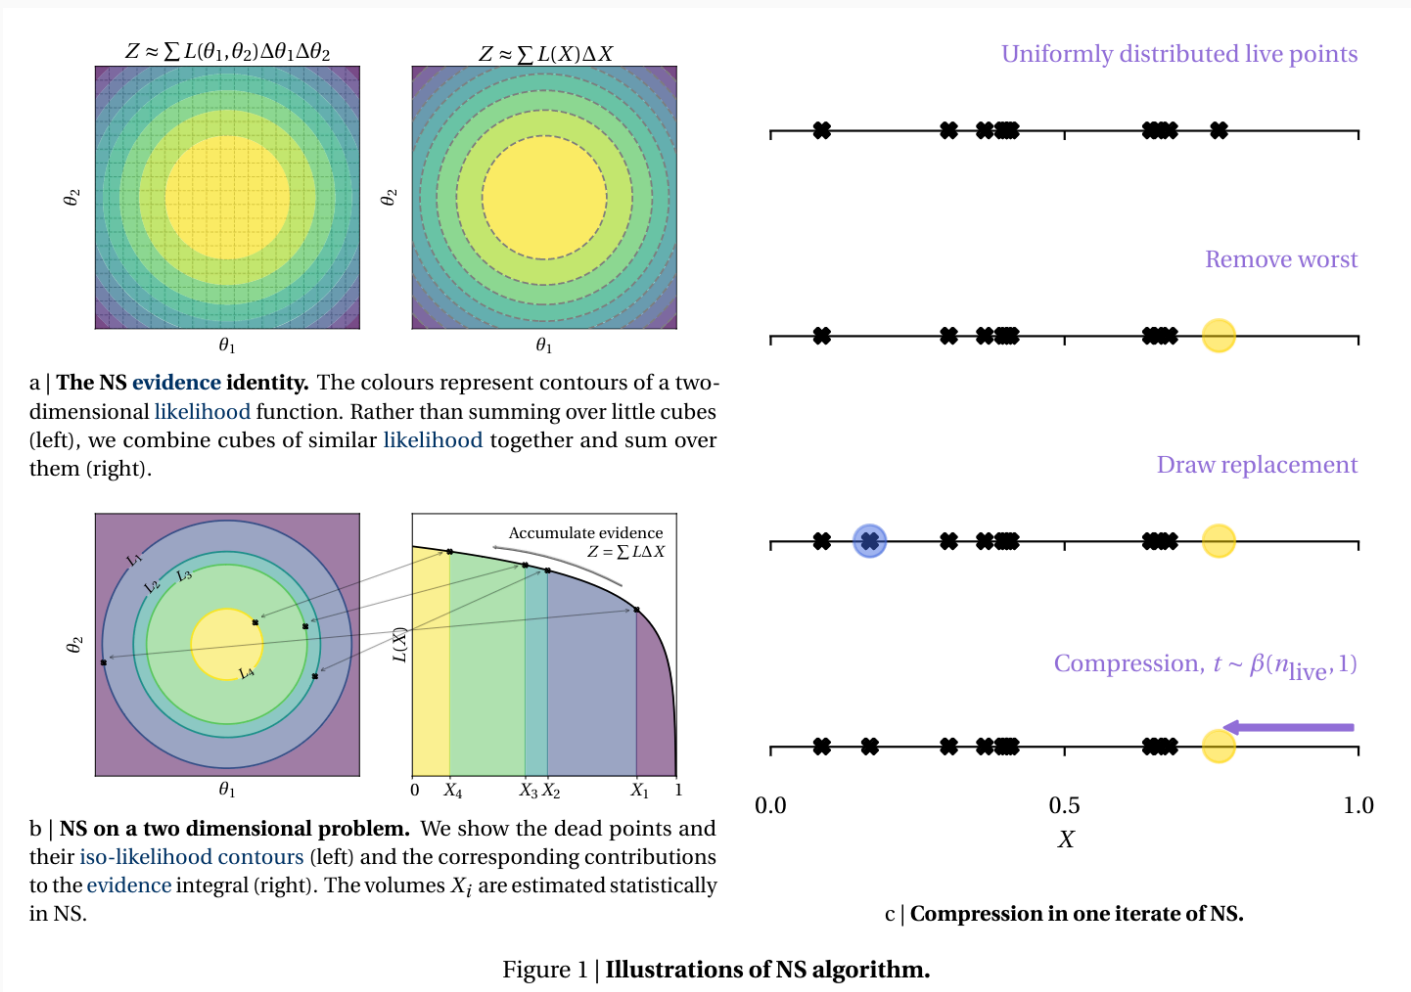 Z ≈ ∑ L(θ₁,θ₂)Δθ₁Δθ₂
θ₂
θ₁
Z ≈ ∑ L(X)ΔX
θ₂
θ₁
a | The NS evidence identity. The colours represent contours of a two-
dimensional likelihood function. Rather than summing over little cubes
(left), we combine cubes of similar likelihood together and sum over
them (right).
L₁
L₂
L₃
L₄
θ₂
θ₁
Accumulate evidence
Z = ∑ LΔX
L(X)
0 X₄ X₃ X₂ X₁ 1
b | NS on a two dimensional problem. We show the dead points and
their iso-likelihood contours (left) and the corresponding contributions
to the evidence integral (right). The volumes Xᵢ are estimated statistically
in NS.
Uniformly distributed live points
Remove worst
Draw replacement
Compression, t ~ β(n_live, 1)
0.0 0.5 1.0
X
c | Compression in one iterate of NS.
Figure 1 | Illustrations of NS algorithm.